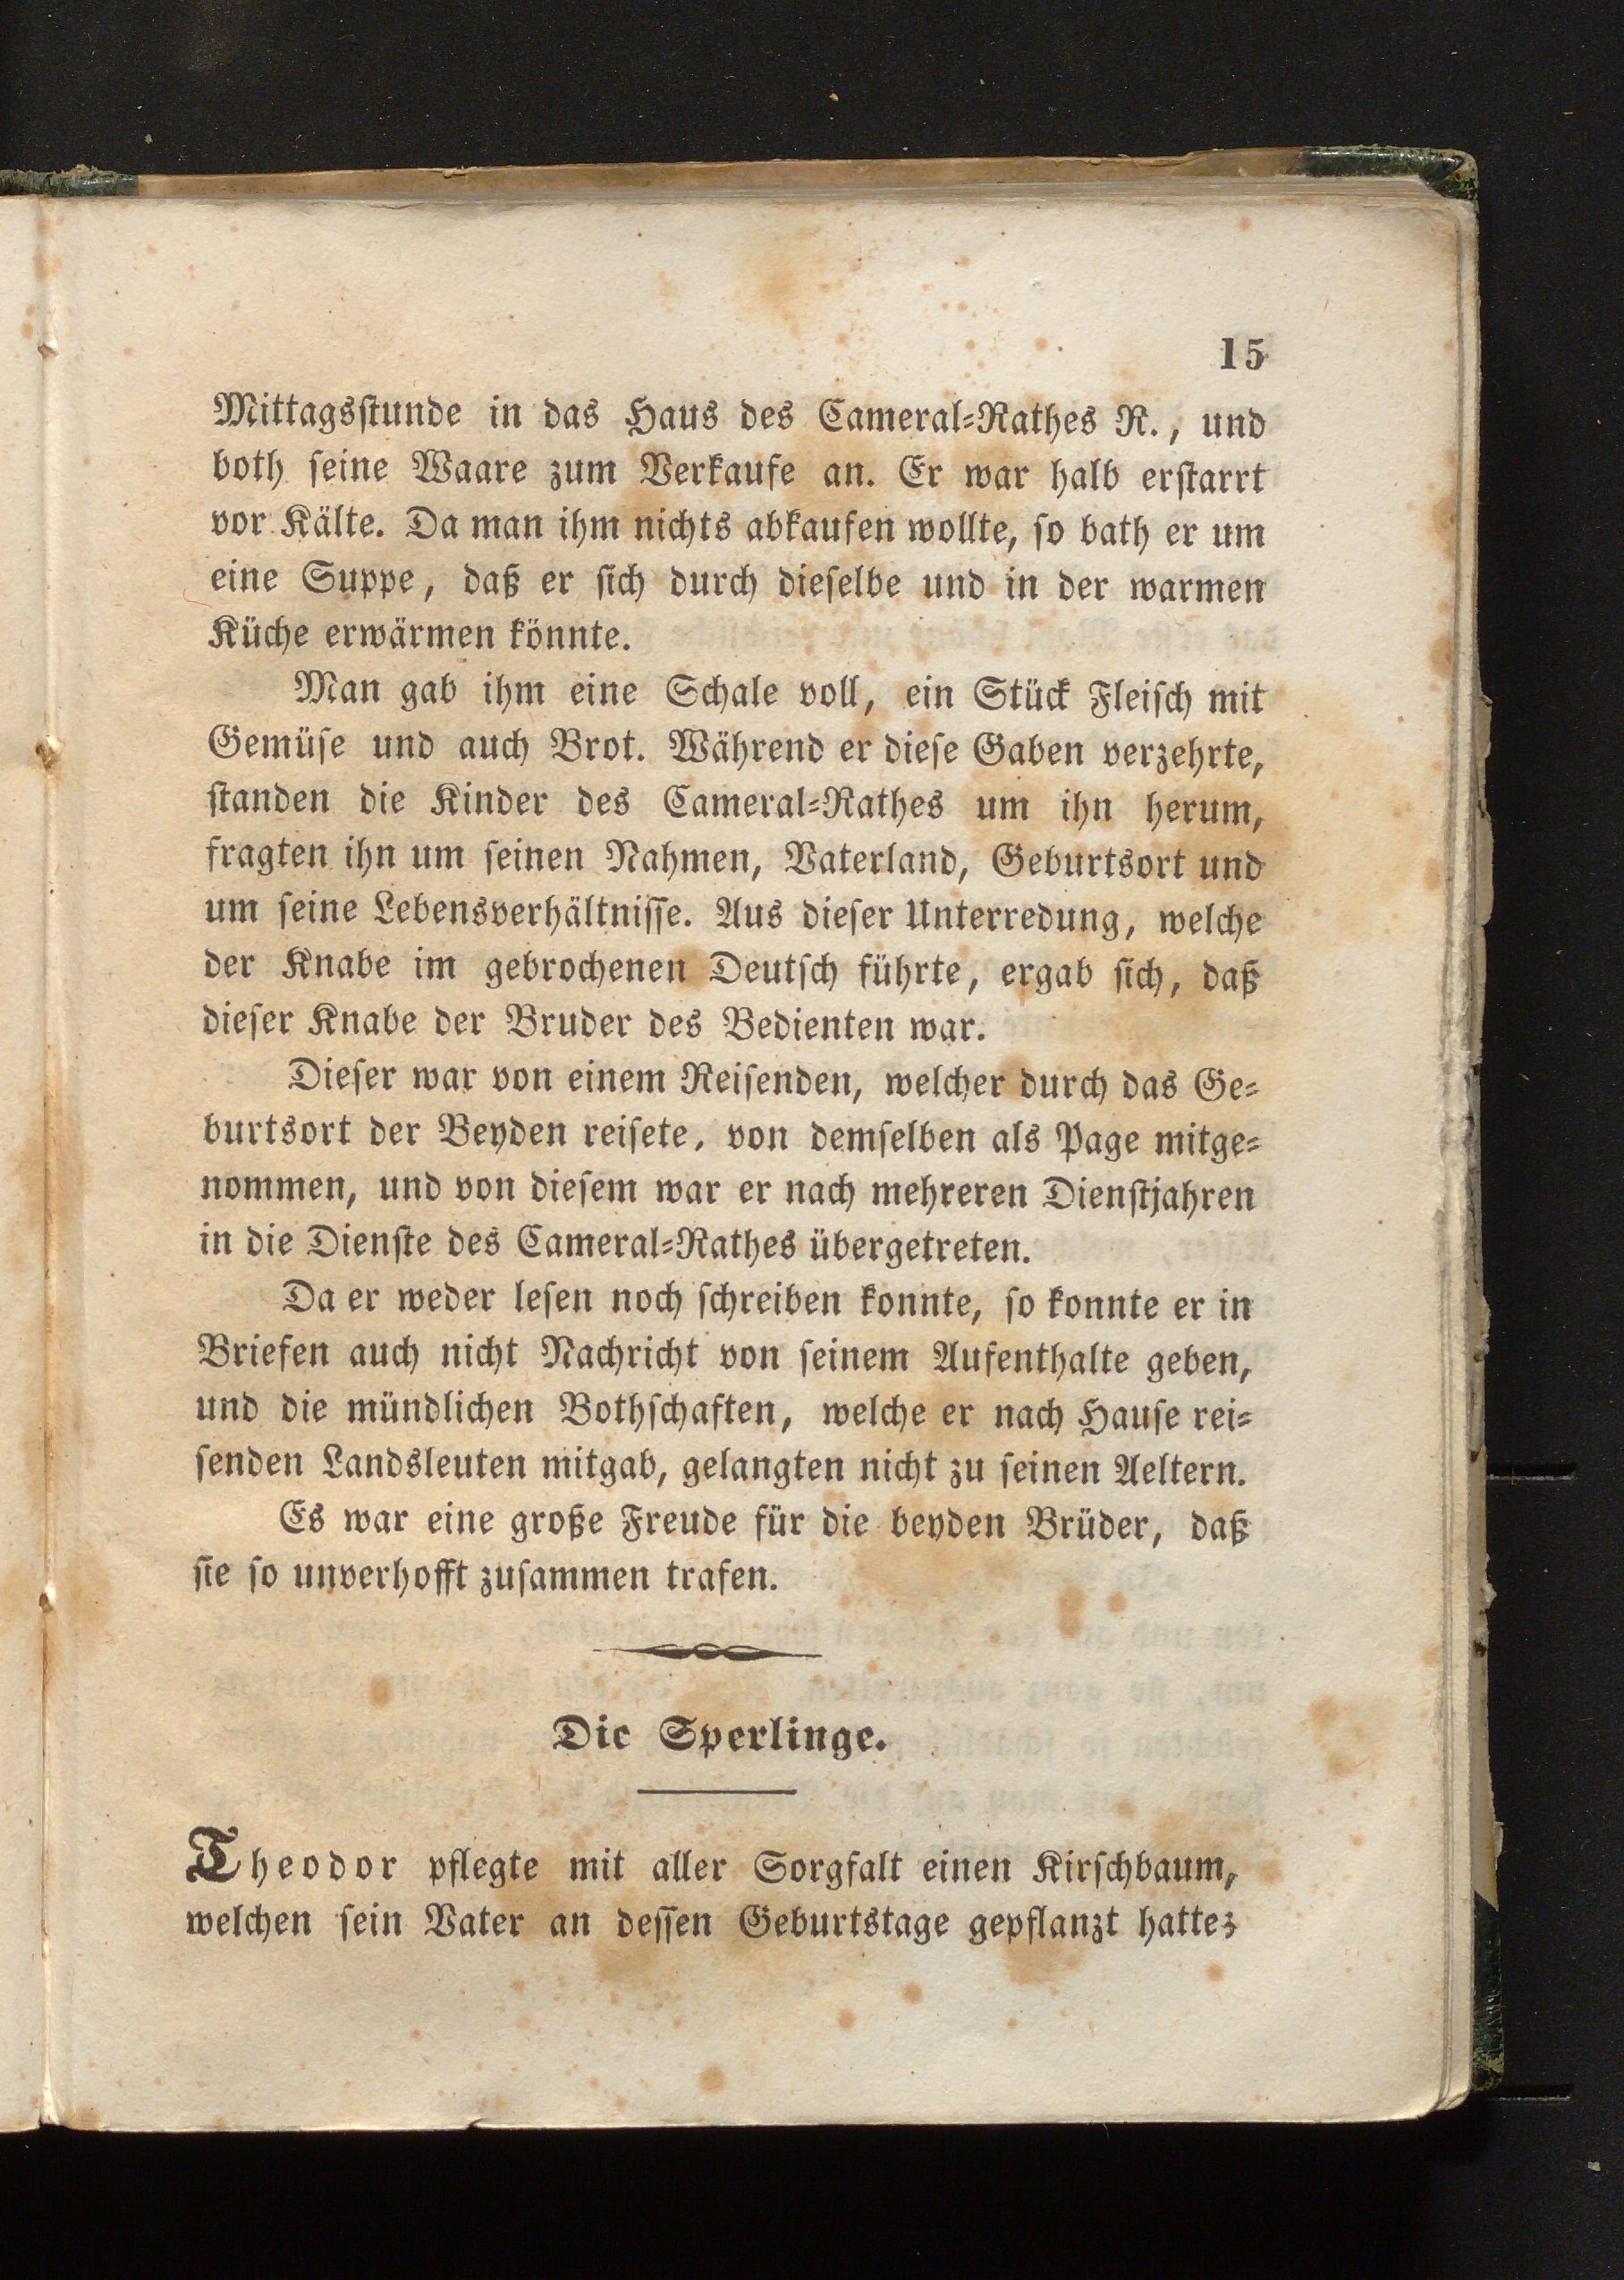 15
Mittagsstunde in das Haus des Cameral-Rathes R., und
both seine Waare zum Verkaufe an. Er war halb erstarrt
vor Kälte. Da man ihm nichts abkaufen wollte, so bath er um
eine Suppe, daß er sich durch dieselbe und in der warmen
Küche erwärmen könnte.
Man gab ihm eine Schale voll, ein Stück Fleisch mit
Gemüse und auch Brot. Während er diese Gaben verzehrte,
standen die Kinder des Cameral-Rathes um ihn herum,
fragten ihn um seinen Nahmen, Vaterland, Geburtsort und
um seine Lebensverhältnisse. Aus dieser Unterredung, welche
der Knabe im gebrochenen Deutsch führte, ergab sich, daß
dieser Knabe der Bruder des Bedienten war.
Dieser war von einem Reisenden, welcher durch das Ge-
burtsort der Beyden reisete, von demselben als Page mitge-
nommen, und von diesem war er nach mehreren Dienstjahren
in die Dienste des Cameral-Rathes übergetreten.
Da er weder lesen noch schreiben konnte, so konnte er in
Briefen auch nicht Nachricht von seinem Aufenthalte geben,
und die mündlichen Bothschaften, welche er nach Hause rei-
senden Landsleuten mitgab, gelangten nicht zu seinen Aeltern.
Es war eine große Freude für die beyden Brüder, daß
sie so unverhofft zusammen trafen.
Die Sperlinge.
Theodor pflegte mit aller Sorgfalt einen Kirschbaum,
welchen sein Vater an dessen Geburtstage gepflanzt hatte;